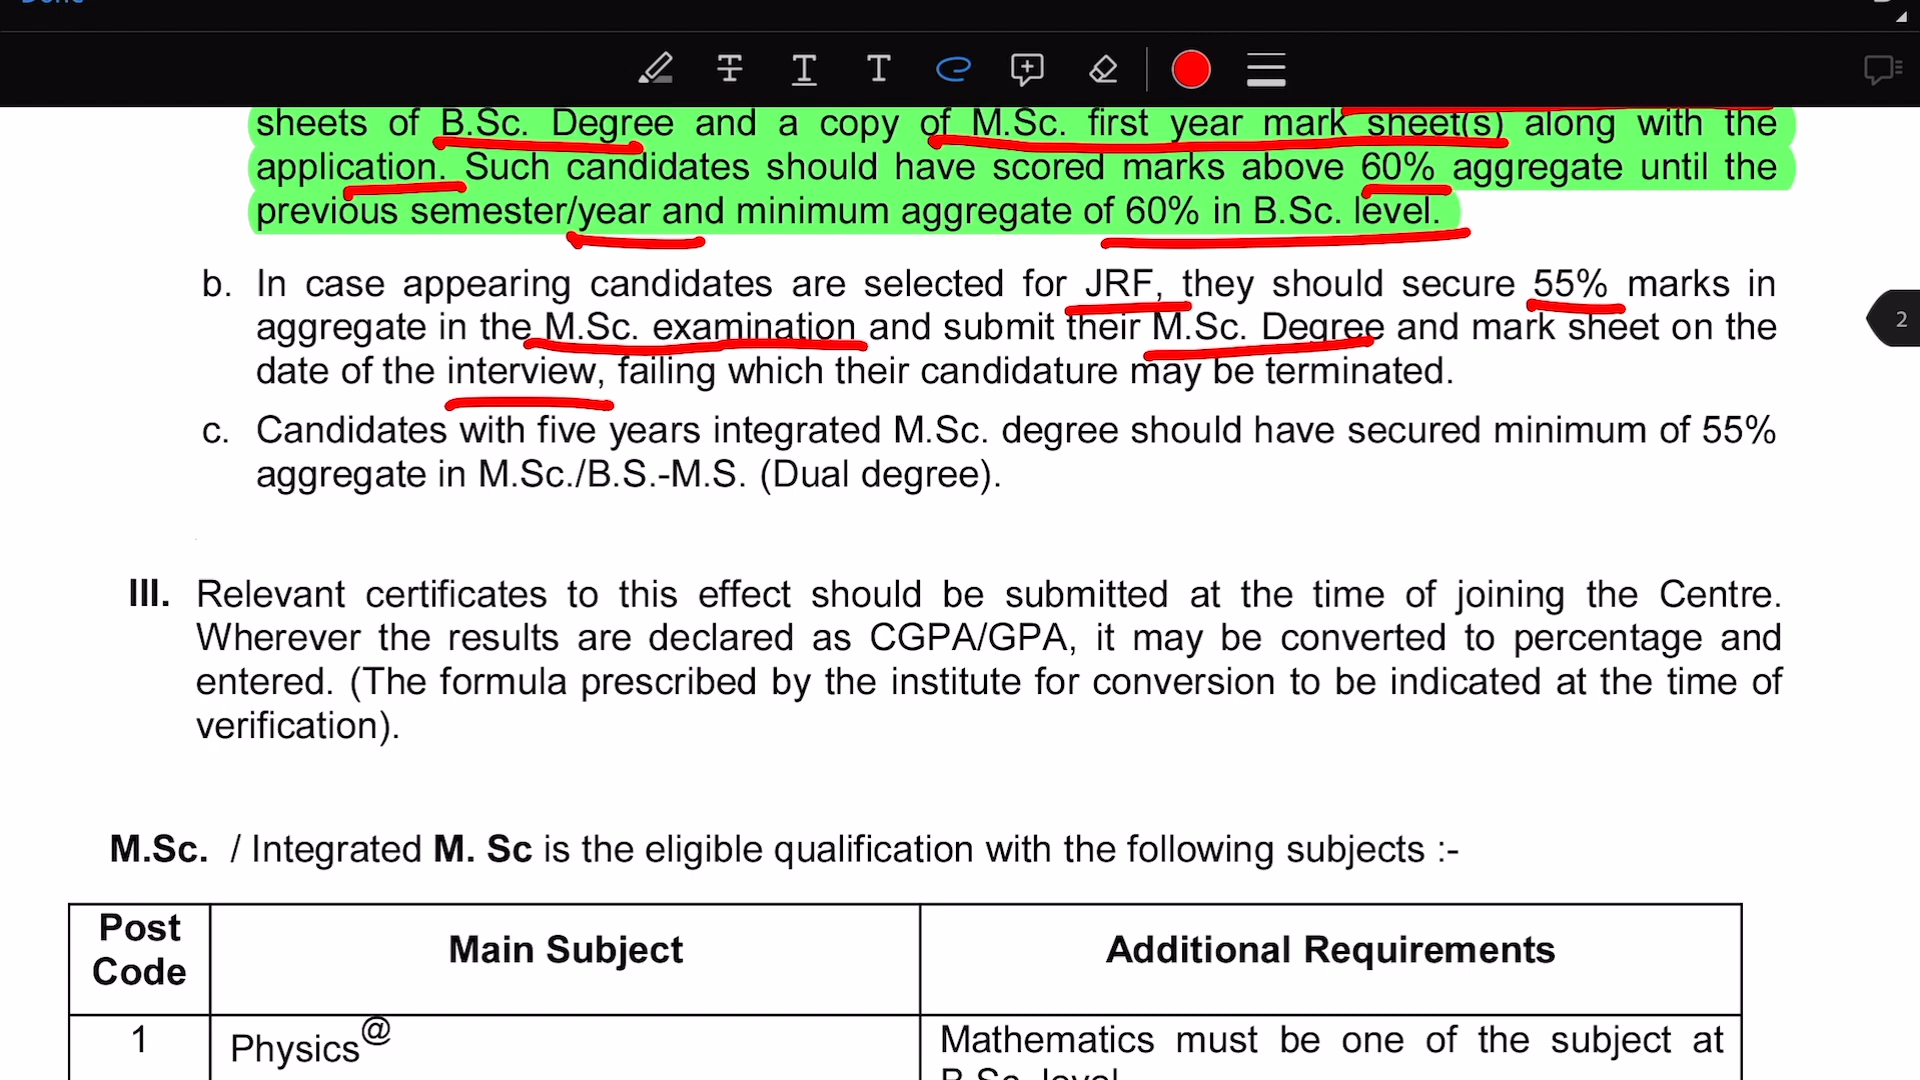 sheets of B.Sc. Degree and a copy of M.Sc. first year mark sheet(s) along with the
application. Such candidates should have scored marks above 60% aggregate until the
previous semester/year and minimum aggregate of 60% in B.Sc. level.
b. In case appearing candidates are selected for JRF, they should secure 55% marks in
aggregate in the M.Sc. examination and submit their M.Sc. Degree and mark sheet on the
date of the interview, failing which their candidature may be terminated.
c. Candidates with five years integrated M.Sc. degree should have secured minimum of 55%
aggregate in M.Sc./B.S.-M.S. (Dual degree).
2
III. Relevant certificates to this effect should be submitted at the time of joining the Centre.
Wherever the results are declared as CGPA/GPA, it may be converted to percentage and
entered. (The formula prescribed by the institute for conversion to be indicated at the time of
verification).
M.Sc. / Integrated M. Sc is the eligible qualification with the following subjects :-
Post Code
Main Subject
Additional Requirements
1
Physics@
Mathematics must be one of the subject at
B.Sc. level